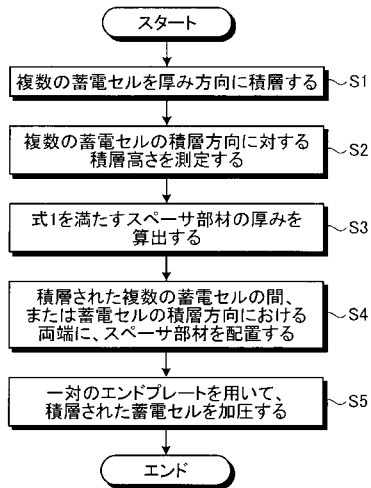 スタート
複数の蓄電セルを厚み方向に積層する
S1
複数の蓄電セルの積層方向に対する
積層高さを測定する
S2
式1を満たすスペーサ部材の厚みを
算出する
S3
積層された複数の蓄電セルの間、
または蓄電セルの積層方向における
両端に、スペーサ部材を配置する
S4
一対のエンドプレートを用いて、
積層された蓄電セルを加圧する
S5
エンド